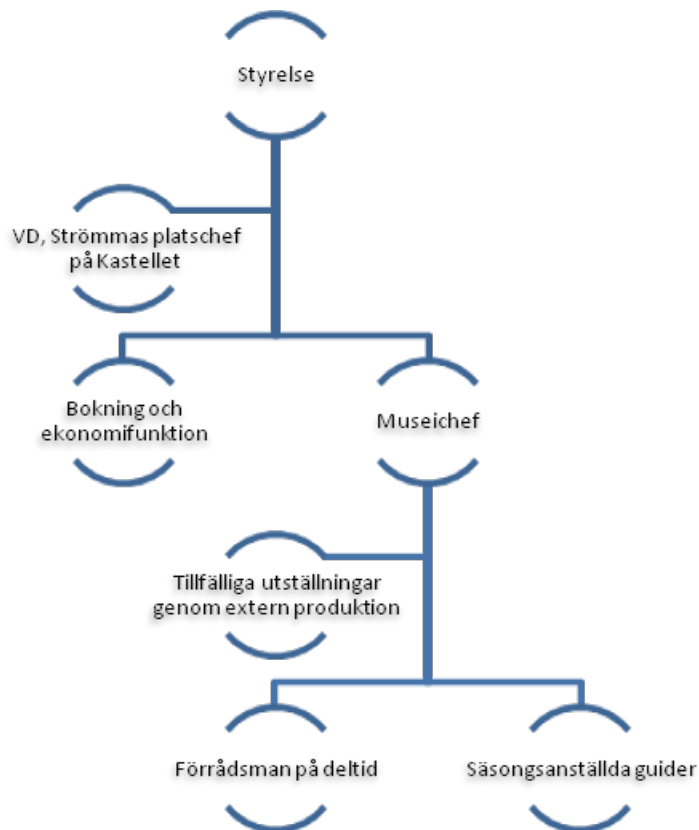 Styrelse
VD, Strömmas platschef
på Kastellet
Bokning och
ekonomifunktion
Museichef
Tillfälliga utställningar
genom extern produktion
Förrådsman på deltid
Säsongsanställda guider